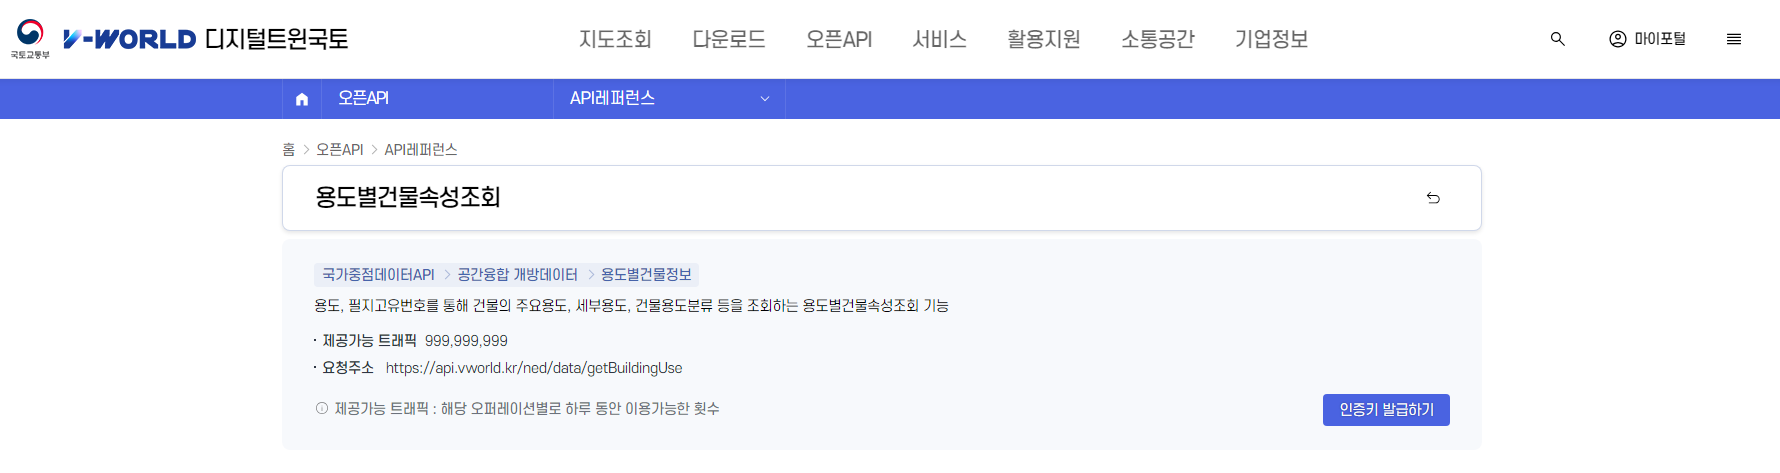 국토교통부
V-WORLD 디지털트윈국토
지도조회 다운로드 오픈API 서비스 활용지원 소통공간 기업정보
마이포털
오픈API API레퍼런스
홈 > 오픈API > API레퍼런스
용도별건물속성조회
국가중점데이터API > 공간융합 개방데이터 > 용도별건물정보
용도, 필지고유번호를 통해 건물의 주요용도, 세부용도, 건물용도분류 등을 조회하는 용도별건물속성조회 기능
· 제공가능 트래픽 999,999,999
· 요청주소 https://api.vworld.kr/ned/data/getBuildingUse
제공가능 트래픽 : 해당 오퍼레이션별로 하루 동안 이용가능한 횟수
인증키 발급하기